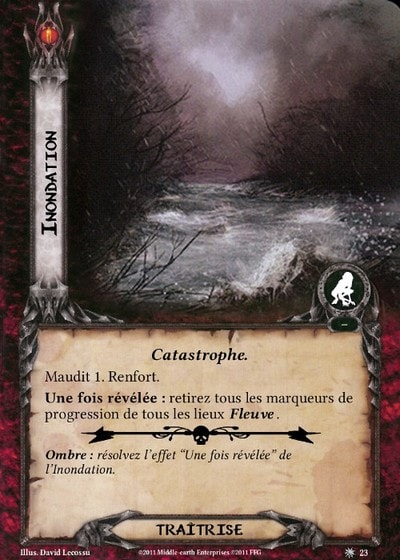 INONDATION
Catastrophe.
Maudit 1. Renfort.
Une fois révélée : retirez tous les marqueurs de
progression de tous les lieux Fleuve .
Ombre : résolvez l'effet "Une fois révélée" de
l'Inondation.
TRAÎTRISE
Illus. David Lecossu
©2011 Middle-earth Enterprises ©2011 FFG
23